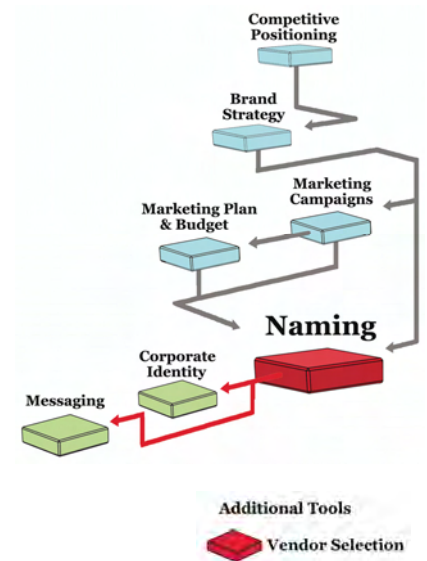 Competitive
Positioning
Brand
Strategy
Marketing
Campaigns
Marketing Plan
& Budget
Naming
Corporate
Identity
Messaging
Additional Tools
Vendor Selection